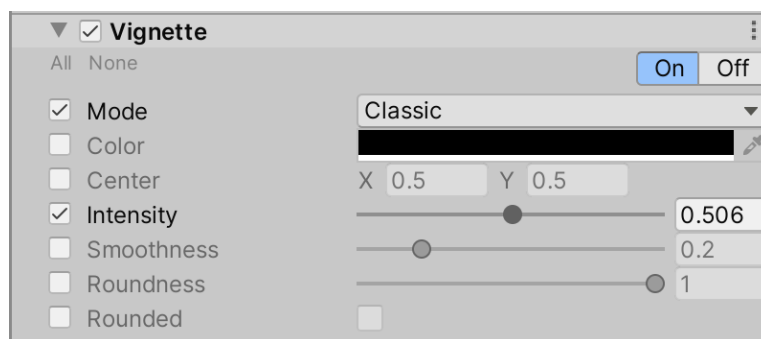 Vignette
All None On Off
Mode Classic
Color
Center X 0.5 Y 0.5
Intensity 0.506
Smoothness 0.2
Roundness 1
Rounded